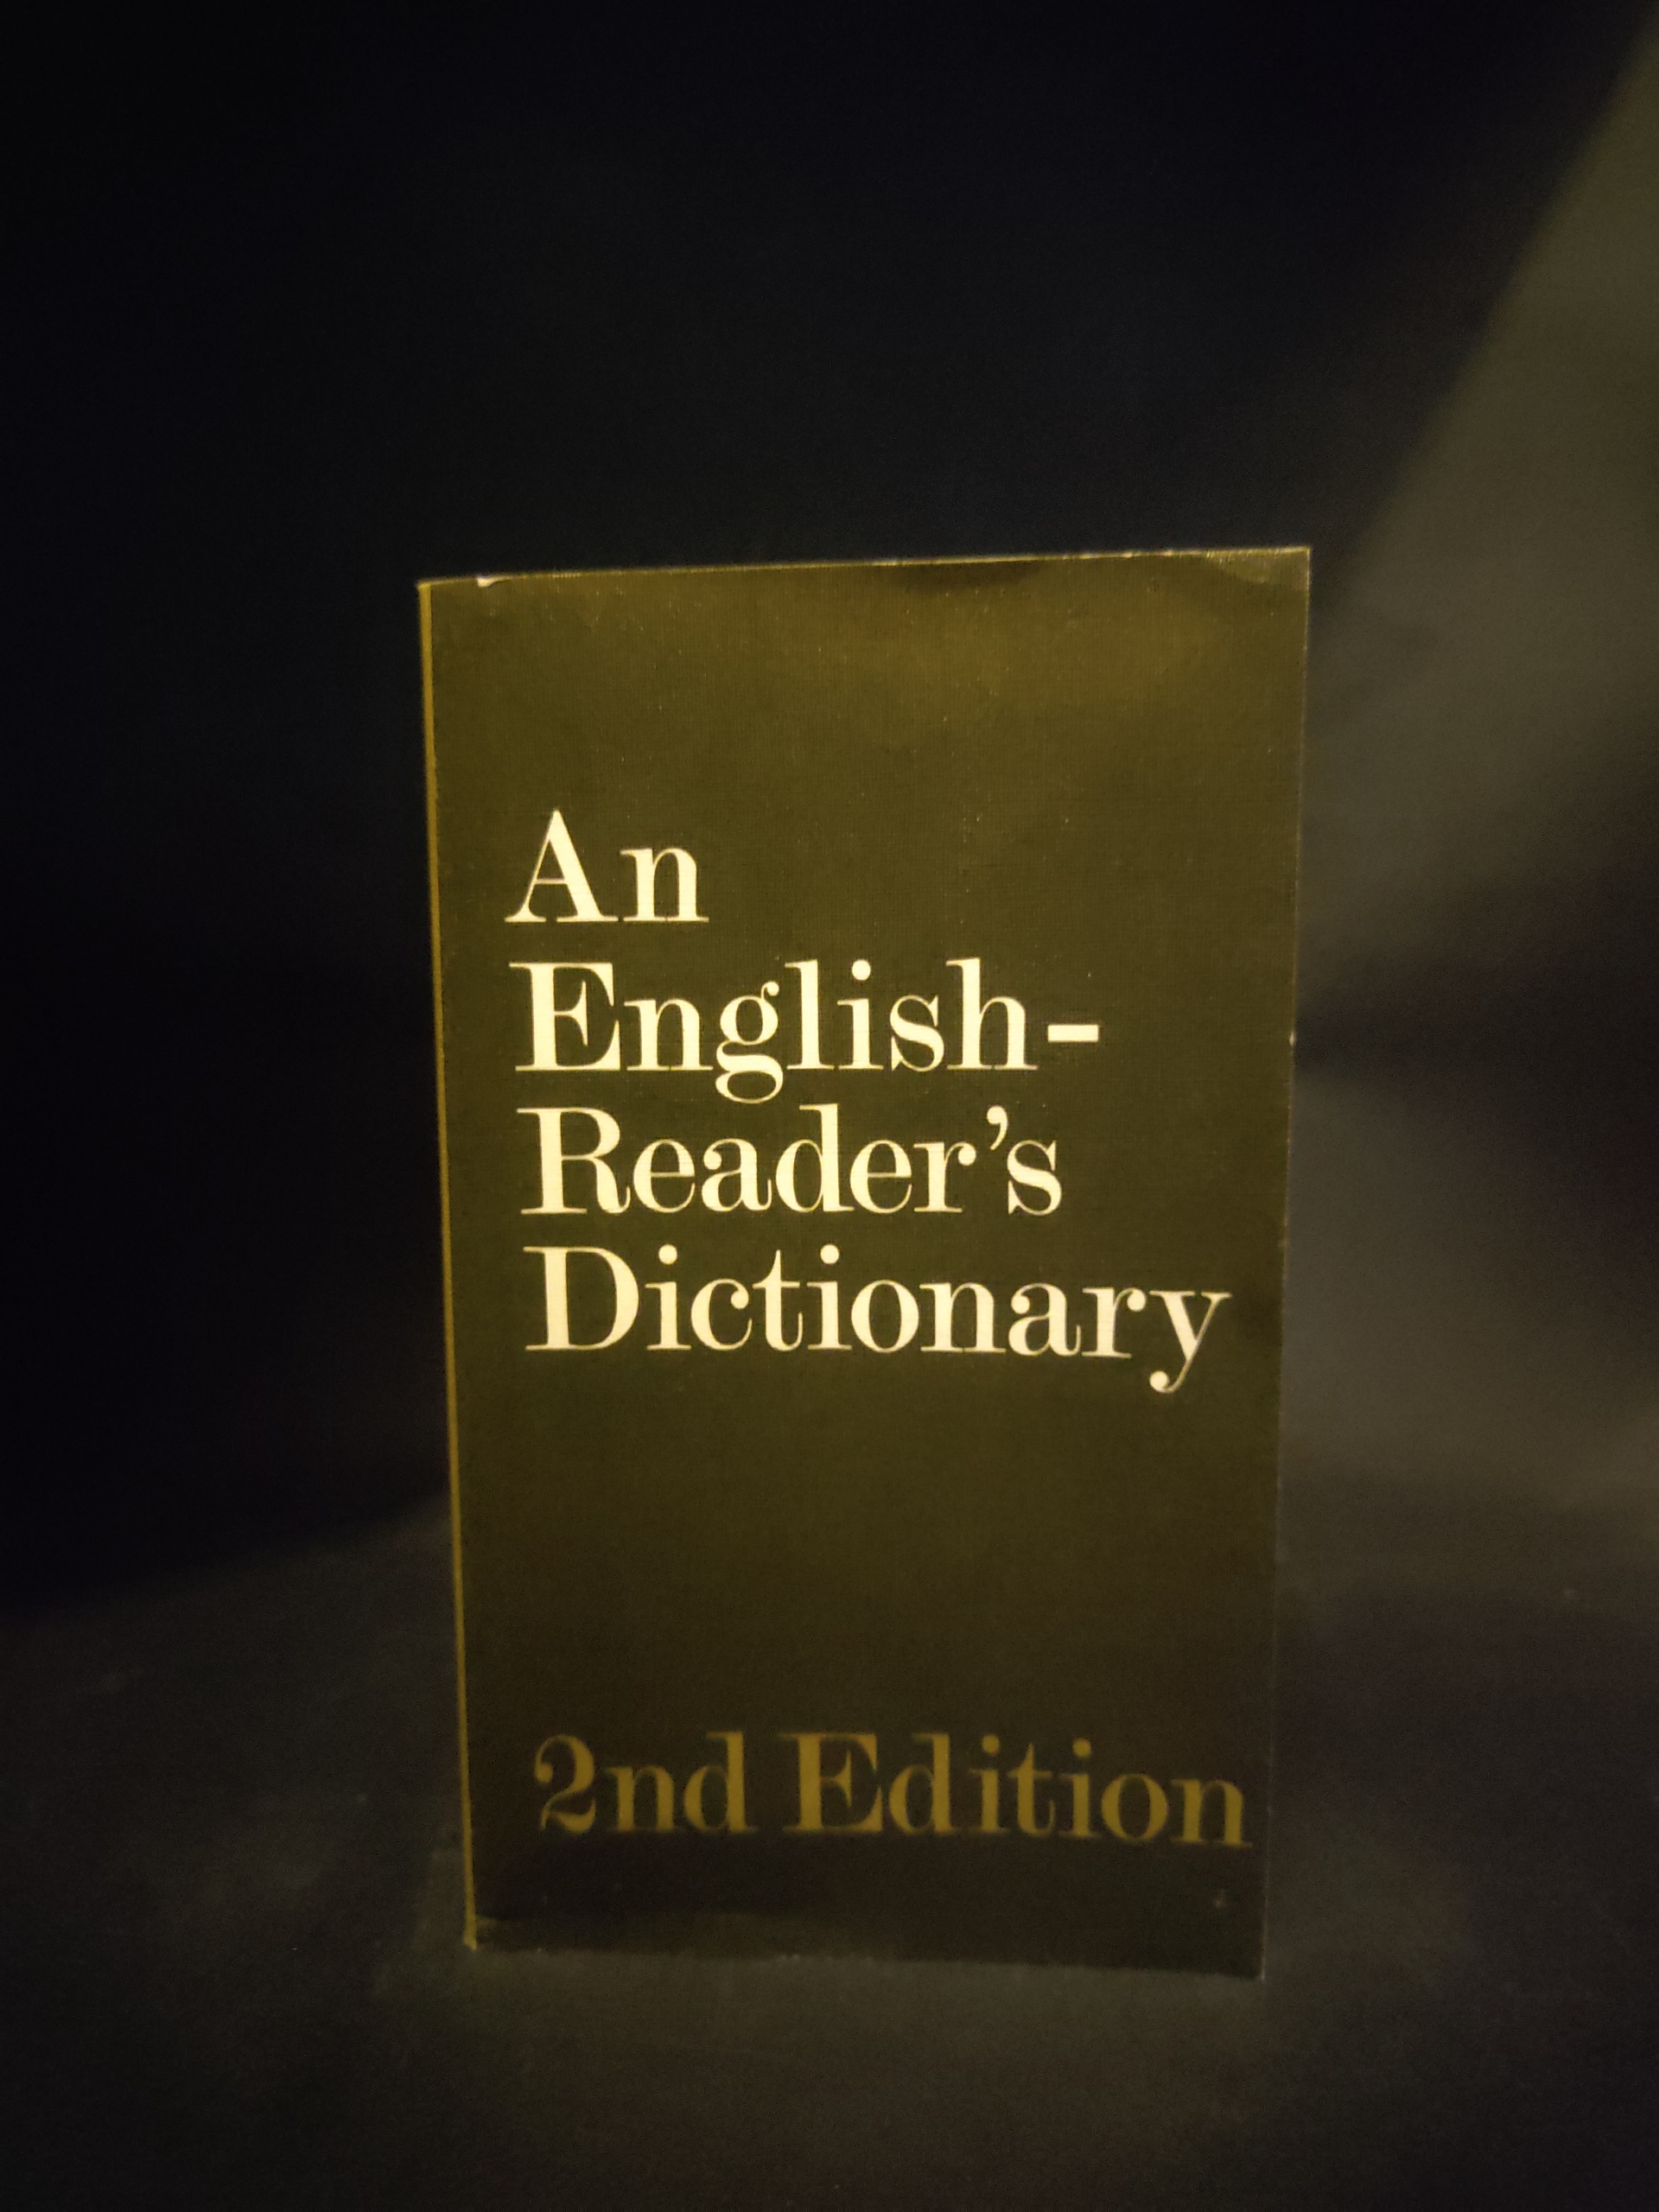 An
English-
Reader's
Dictionary
2nd Edition